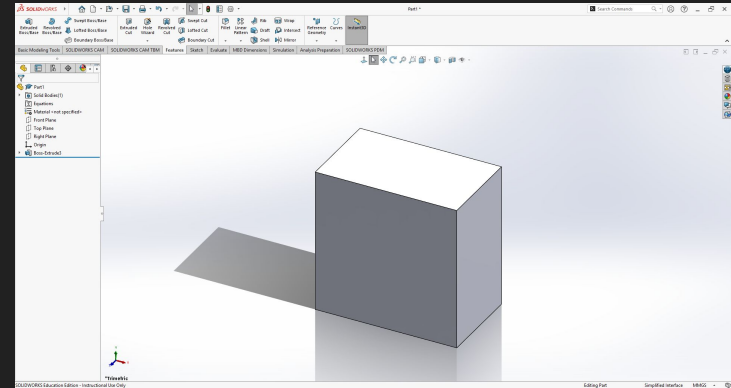 SOLIDWORKS
Part1 *
Search Commands
Extruded Boss/Base
Revolved Boss/Base
Swept Boss/Base
Lofted Boss/Base
Boundary Boss/Base
Extruded Cut
Hole Wizard
Revolved Cut
Swept Cut
Lofted Cut
Boundary Cut
Fillet
Linear Pattern
Rib
Draft
Shell
Wrap
Intersect
Mirror
Reference Geometry
Curves
Instant3D
Basic Modeling Tools
SOLIDWORKS CAM
SOLIDWORKS CAM TBM
Features
Sketch
Evaluate
MBD Dimensions
Simulation
Analysis Preparation
SOLIDWORKS PDM
Part1
Solid Bodies(1)
Equations
Material <not specified>
Front Plane
Top Plane
Right Plane
Origin
Boss-Extrude3
*Trimetric
SOLIDWORKS Education Edition - Instructional Use Only
Editing Part
Simplified Interface
MMGS